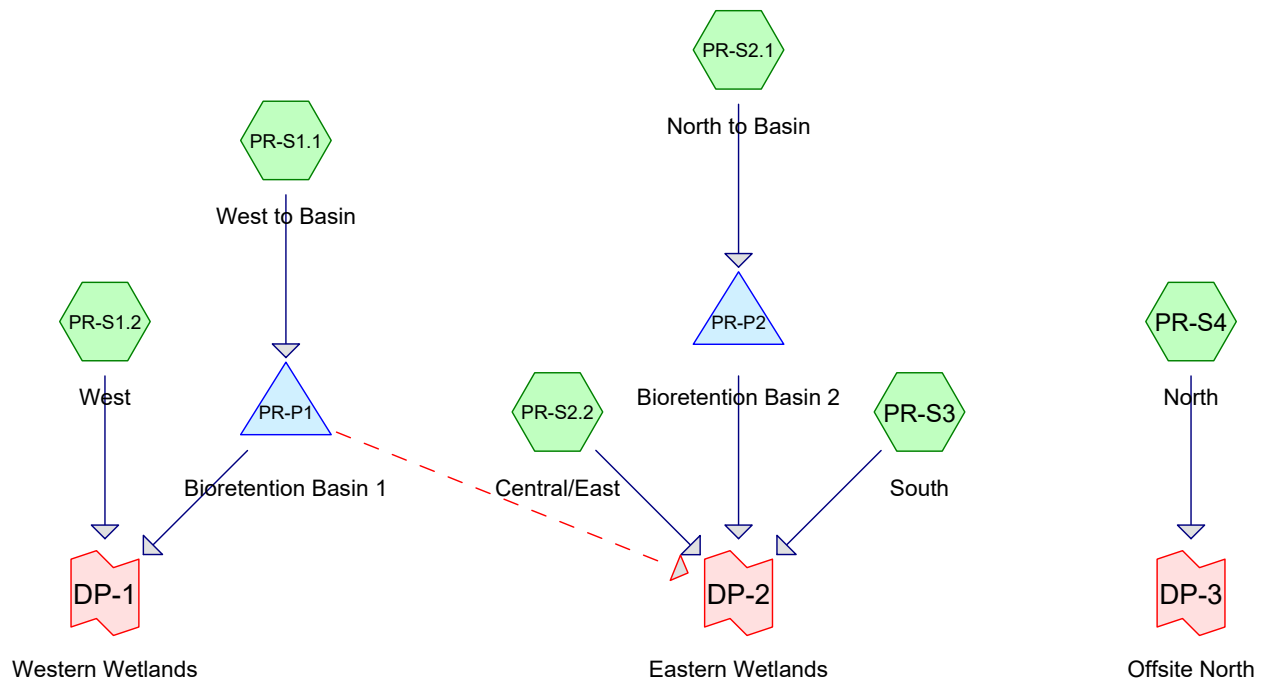 PR-S2.1
North to Basin
PR-S1.1
West to Basin
PR-S1.2
West
PR-P2
Bioretention Basin 2
PR-S4
North
PR-P1
Bioretention Basin 1
PR-S2.2
Central/East
PR-S3
South
DP-1
Western Wetlands
DP-2
Eastern Wetlands
DP-3
Offsite North